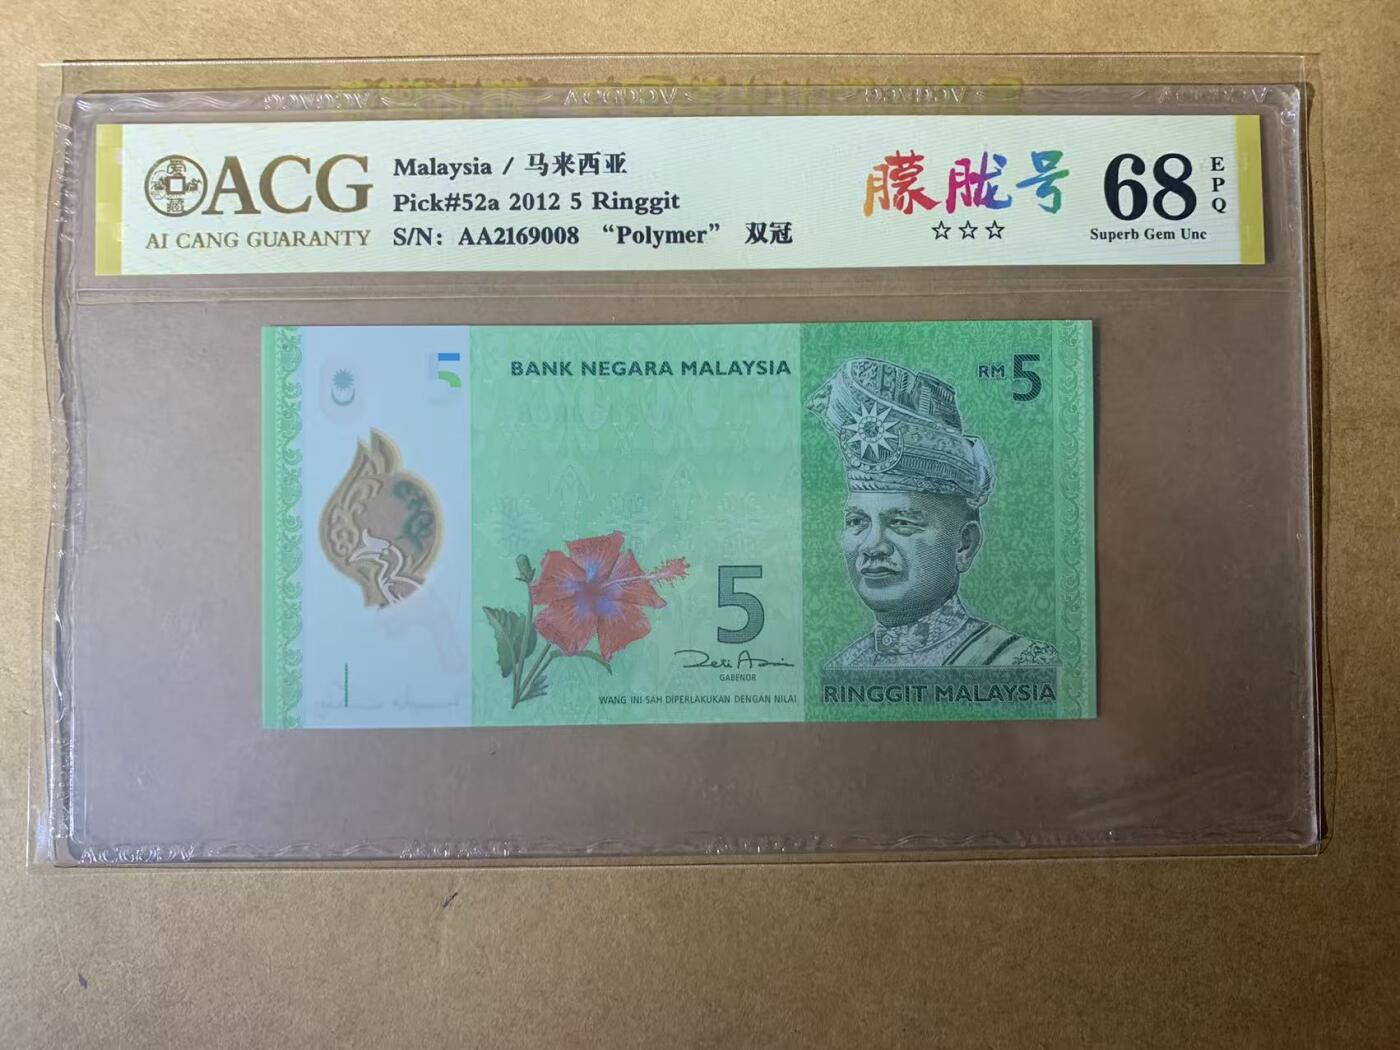 ACG
AI CANG GUARANTY
Malaysia / 马来西亚
Pick#52a 2012 5 Ringgit
S/N: AA2169008 “Polymer” 双冠
朦胧号
☆☆☆
68
EPQ
Superb Gem Unc
5
BANK NEGARA MALAYSIA
RM5
5
GABENOR
WANG INI SAH DIPERLAKUKAN DENGAN NILAI
RINGGIT MALAYSIA